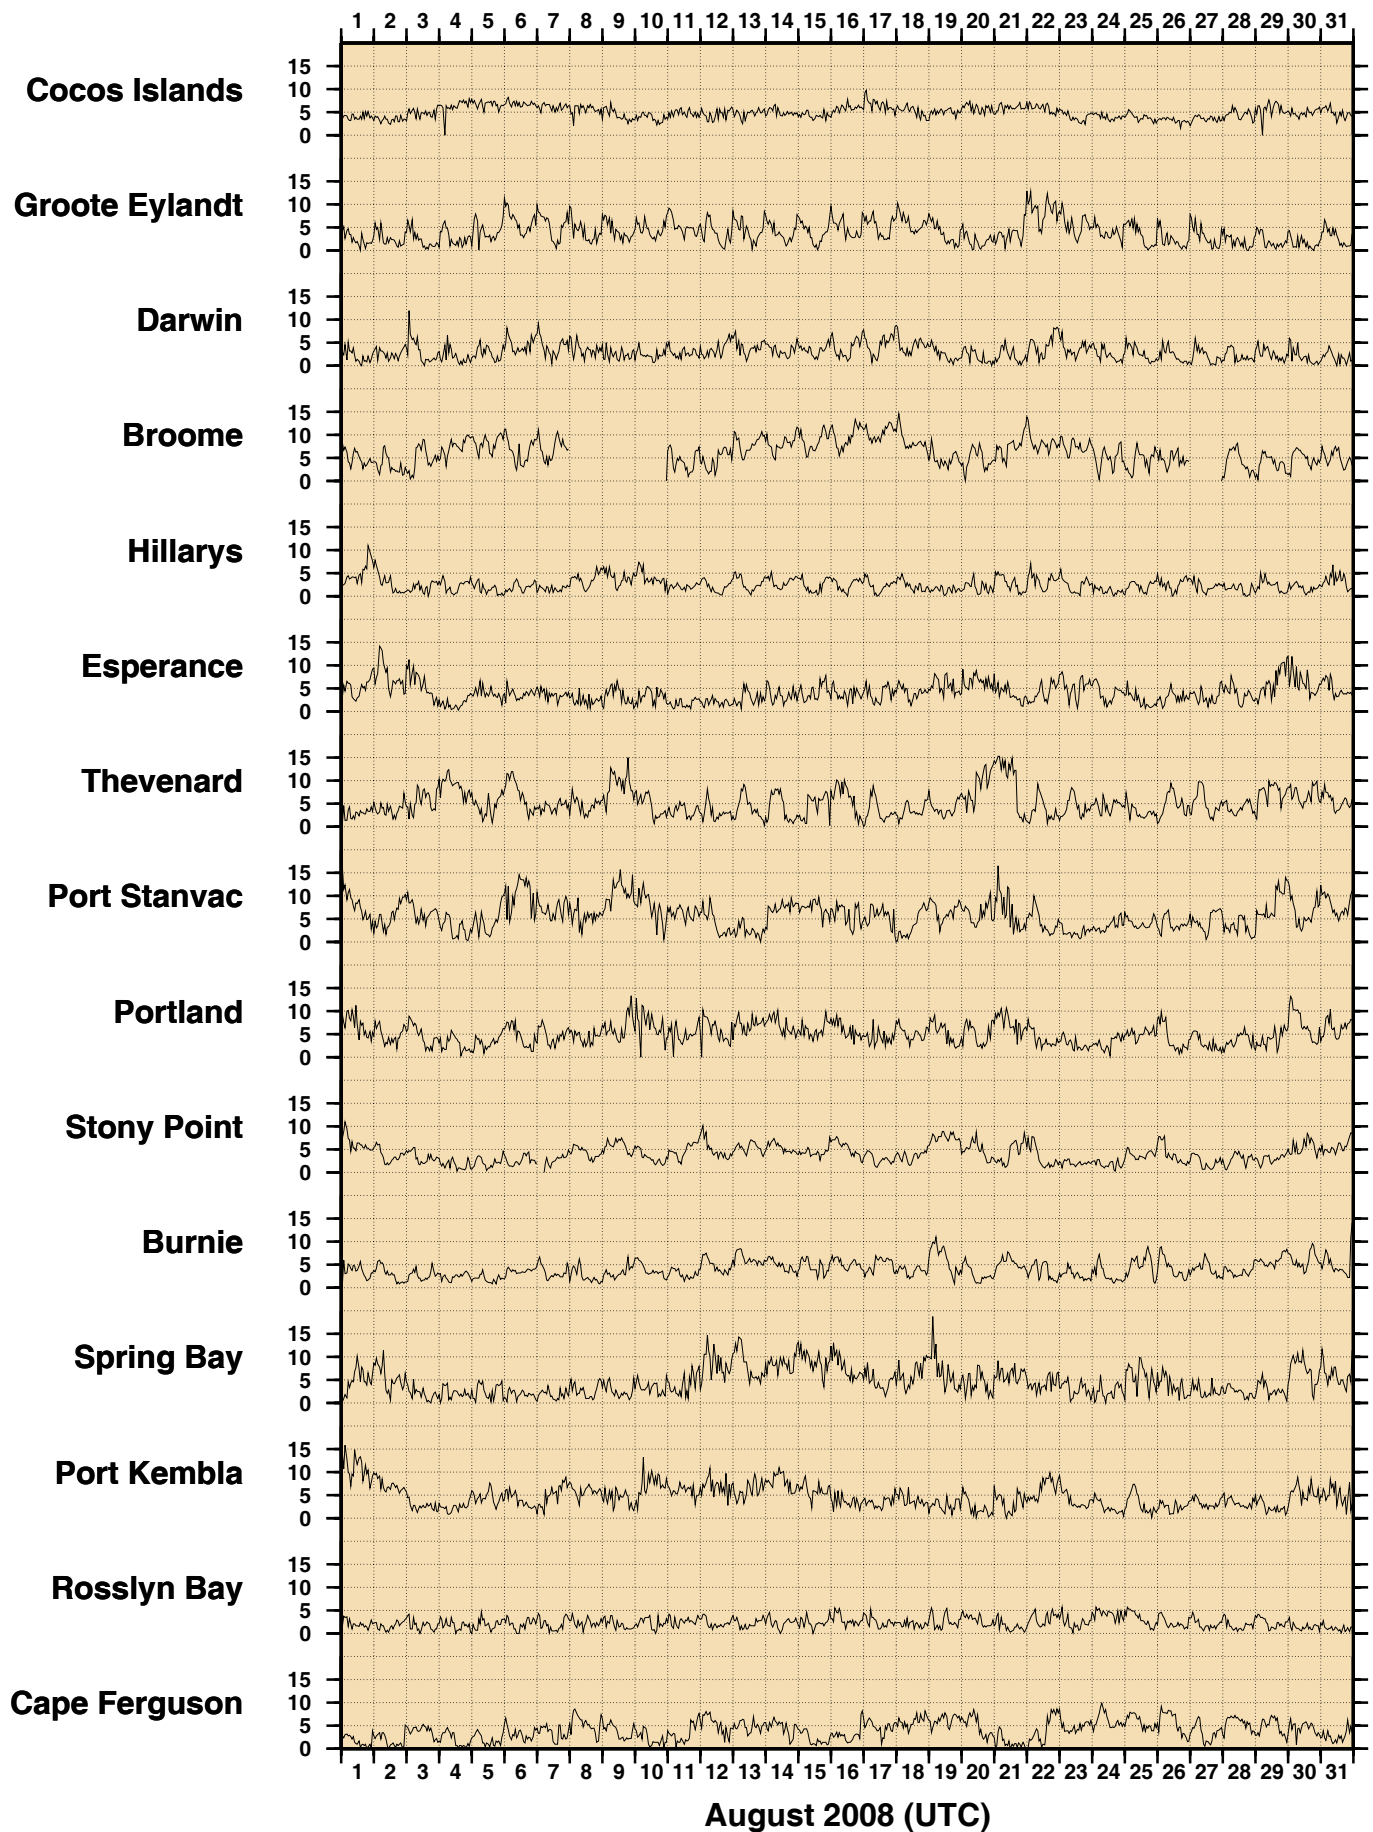 1 2 3 4 5 6 7 8 9 10 11 12 13 14 15 16 17 18 19 20 21 22 23 24 25 26 27 28 29 30 31
Cocos Islands 15 10 5 0
Groote Eylandt 15 10 5 0
Darwin 15 10 5 0
Broome 15 10 5 0
Hillarys 15 10 5 0
Esperance 15 10 5 0
Thevenard 15 10 5 0
Port Stanvac 15 10 5 0
Portland 15 10 5 0
Stony Point 15 10 5 0
Burnie 15 10 5 0
Spring Bay 15 10 5 0
Port Kembla 15 10 5 0
Rosslyn Bay 15 10 5 0
Cape Ferguson 15 10 5 0
1 2 3 4 5 6 7 8 9 10 11 12 13 14 15 16 17 18 19 20 21 22 23 24 25 26 27 28 29 30 31
August 2008 (UTC)